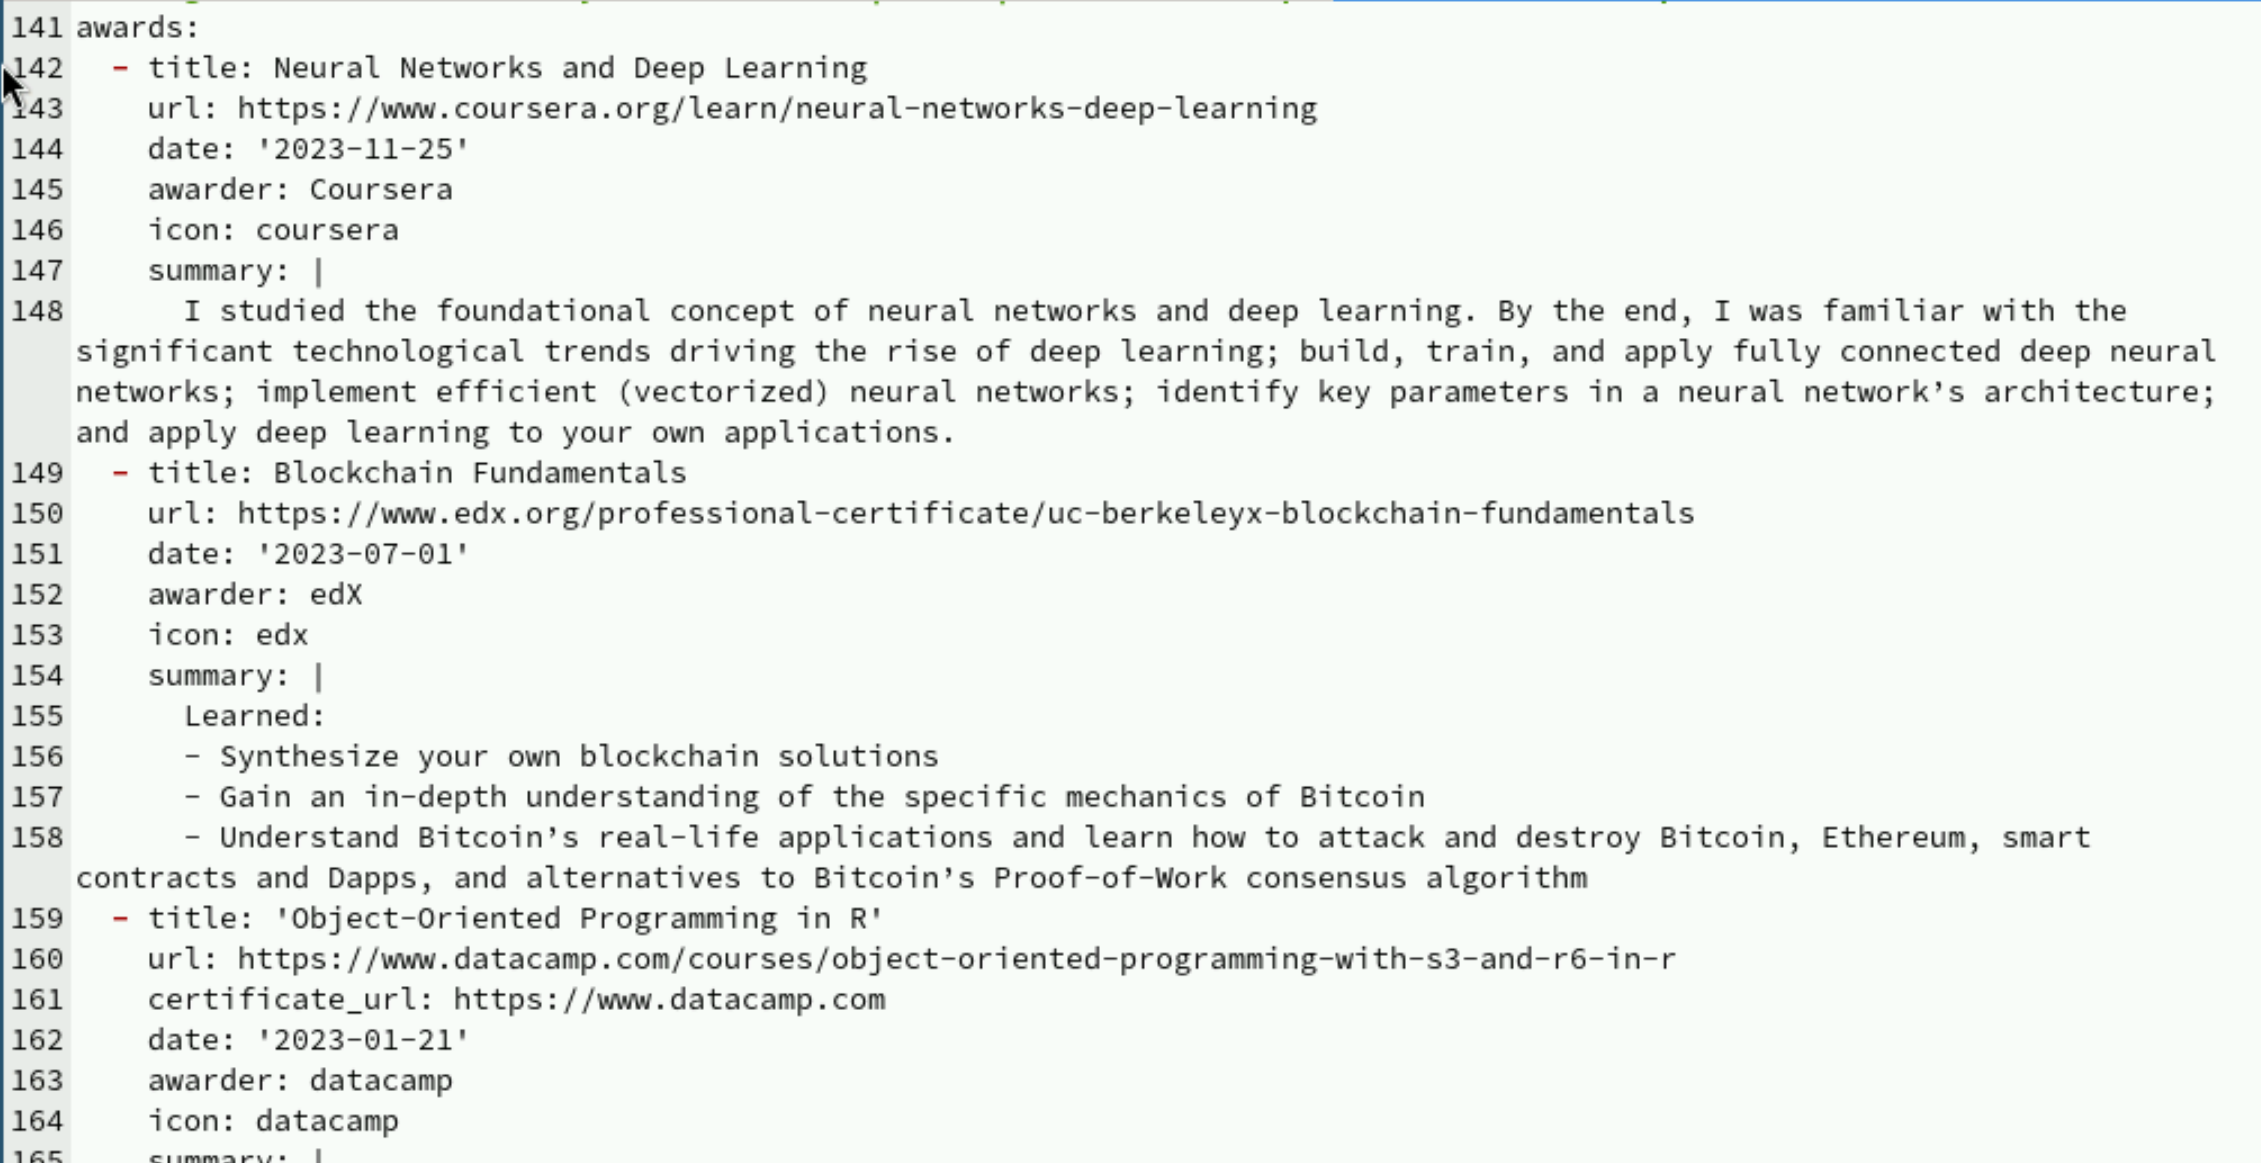 141 awards:
142   - title: Neural Networks and Deep Learning
143     url: https://www.coursera.org/learn/neural-networks-deep-learning
144     date: '2023-11-25'
145     awarder: Coursera
146     icon: coursera
147     summary: |
148       I studied the foundational concept of neural networks and deep learning. By the end, I was familiar with the
significant technological trends driving the rise of deep learning; build, train, and apply fully connected deep neural
networks; implement efficient (vectorized) neural networks; identify key parameters in a neural network’s architecture;
and apply deep learning to your own applications.
149   - title: Blockchain Fundamentals
150     url: https://www.edx.org/professional-certificate/uc-berkeleyx-blockchain-fundamentals
151     date: '2023-07-01'
152     awarder: edX
153     icon: edx
154     summary: |
155       Learned:
156       - Synthesize your own blockchain solutions
157       - Gain an in-depth understanding of the specific mechanics of Bitcoin
158       - Understand Bitcoin’s real-life applications and learn how to attack and destroy Bitcoin, Ethereum, smart
contracts and Dapps, and alternatives to Bitcoin’s Proof-of-Work consensus algorithm
159   - title: 'Object-Oriented Programming in R'
160     url: https://www.datacamp.com/courses/object-oriented-programming-with-s3-and-r6-in-r
161     certificate_url: https://www.datacamp.com
162     date: '2023-01-21'
163     awarder: datacamp
164     icon: datacamp
165     summary: |